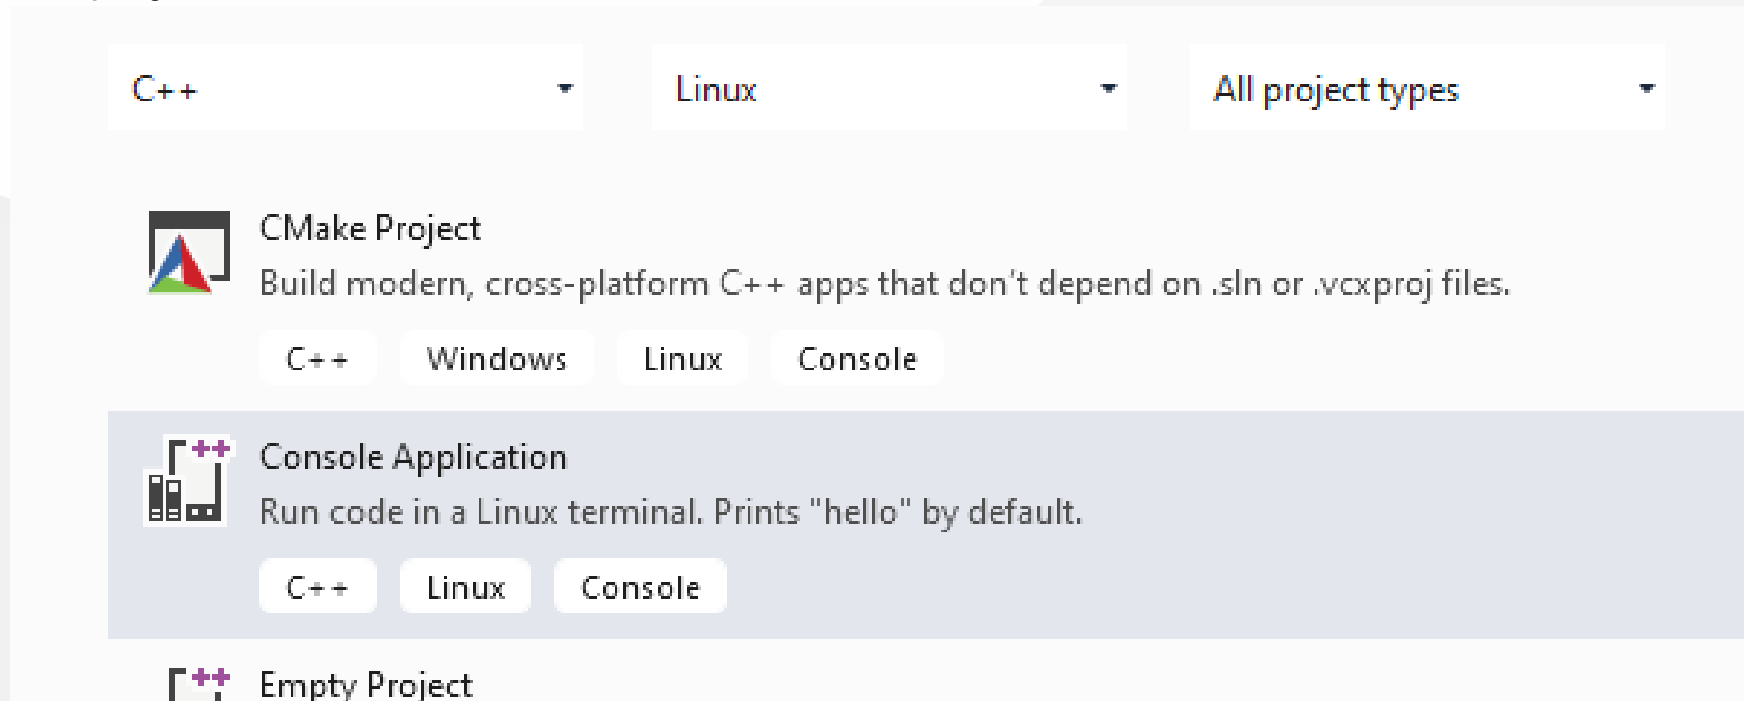 C++ Linux All project types
CMake Project
Build modern, cross-platform C++ apps that don't depend on .sln or .vcxproj files.
C++ Windows Linux Console
++
Console Application
Run code in a Linux terminal. Prints "hello" by default.
C++ Linux Console
++
Empty Project